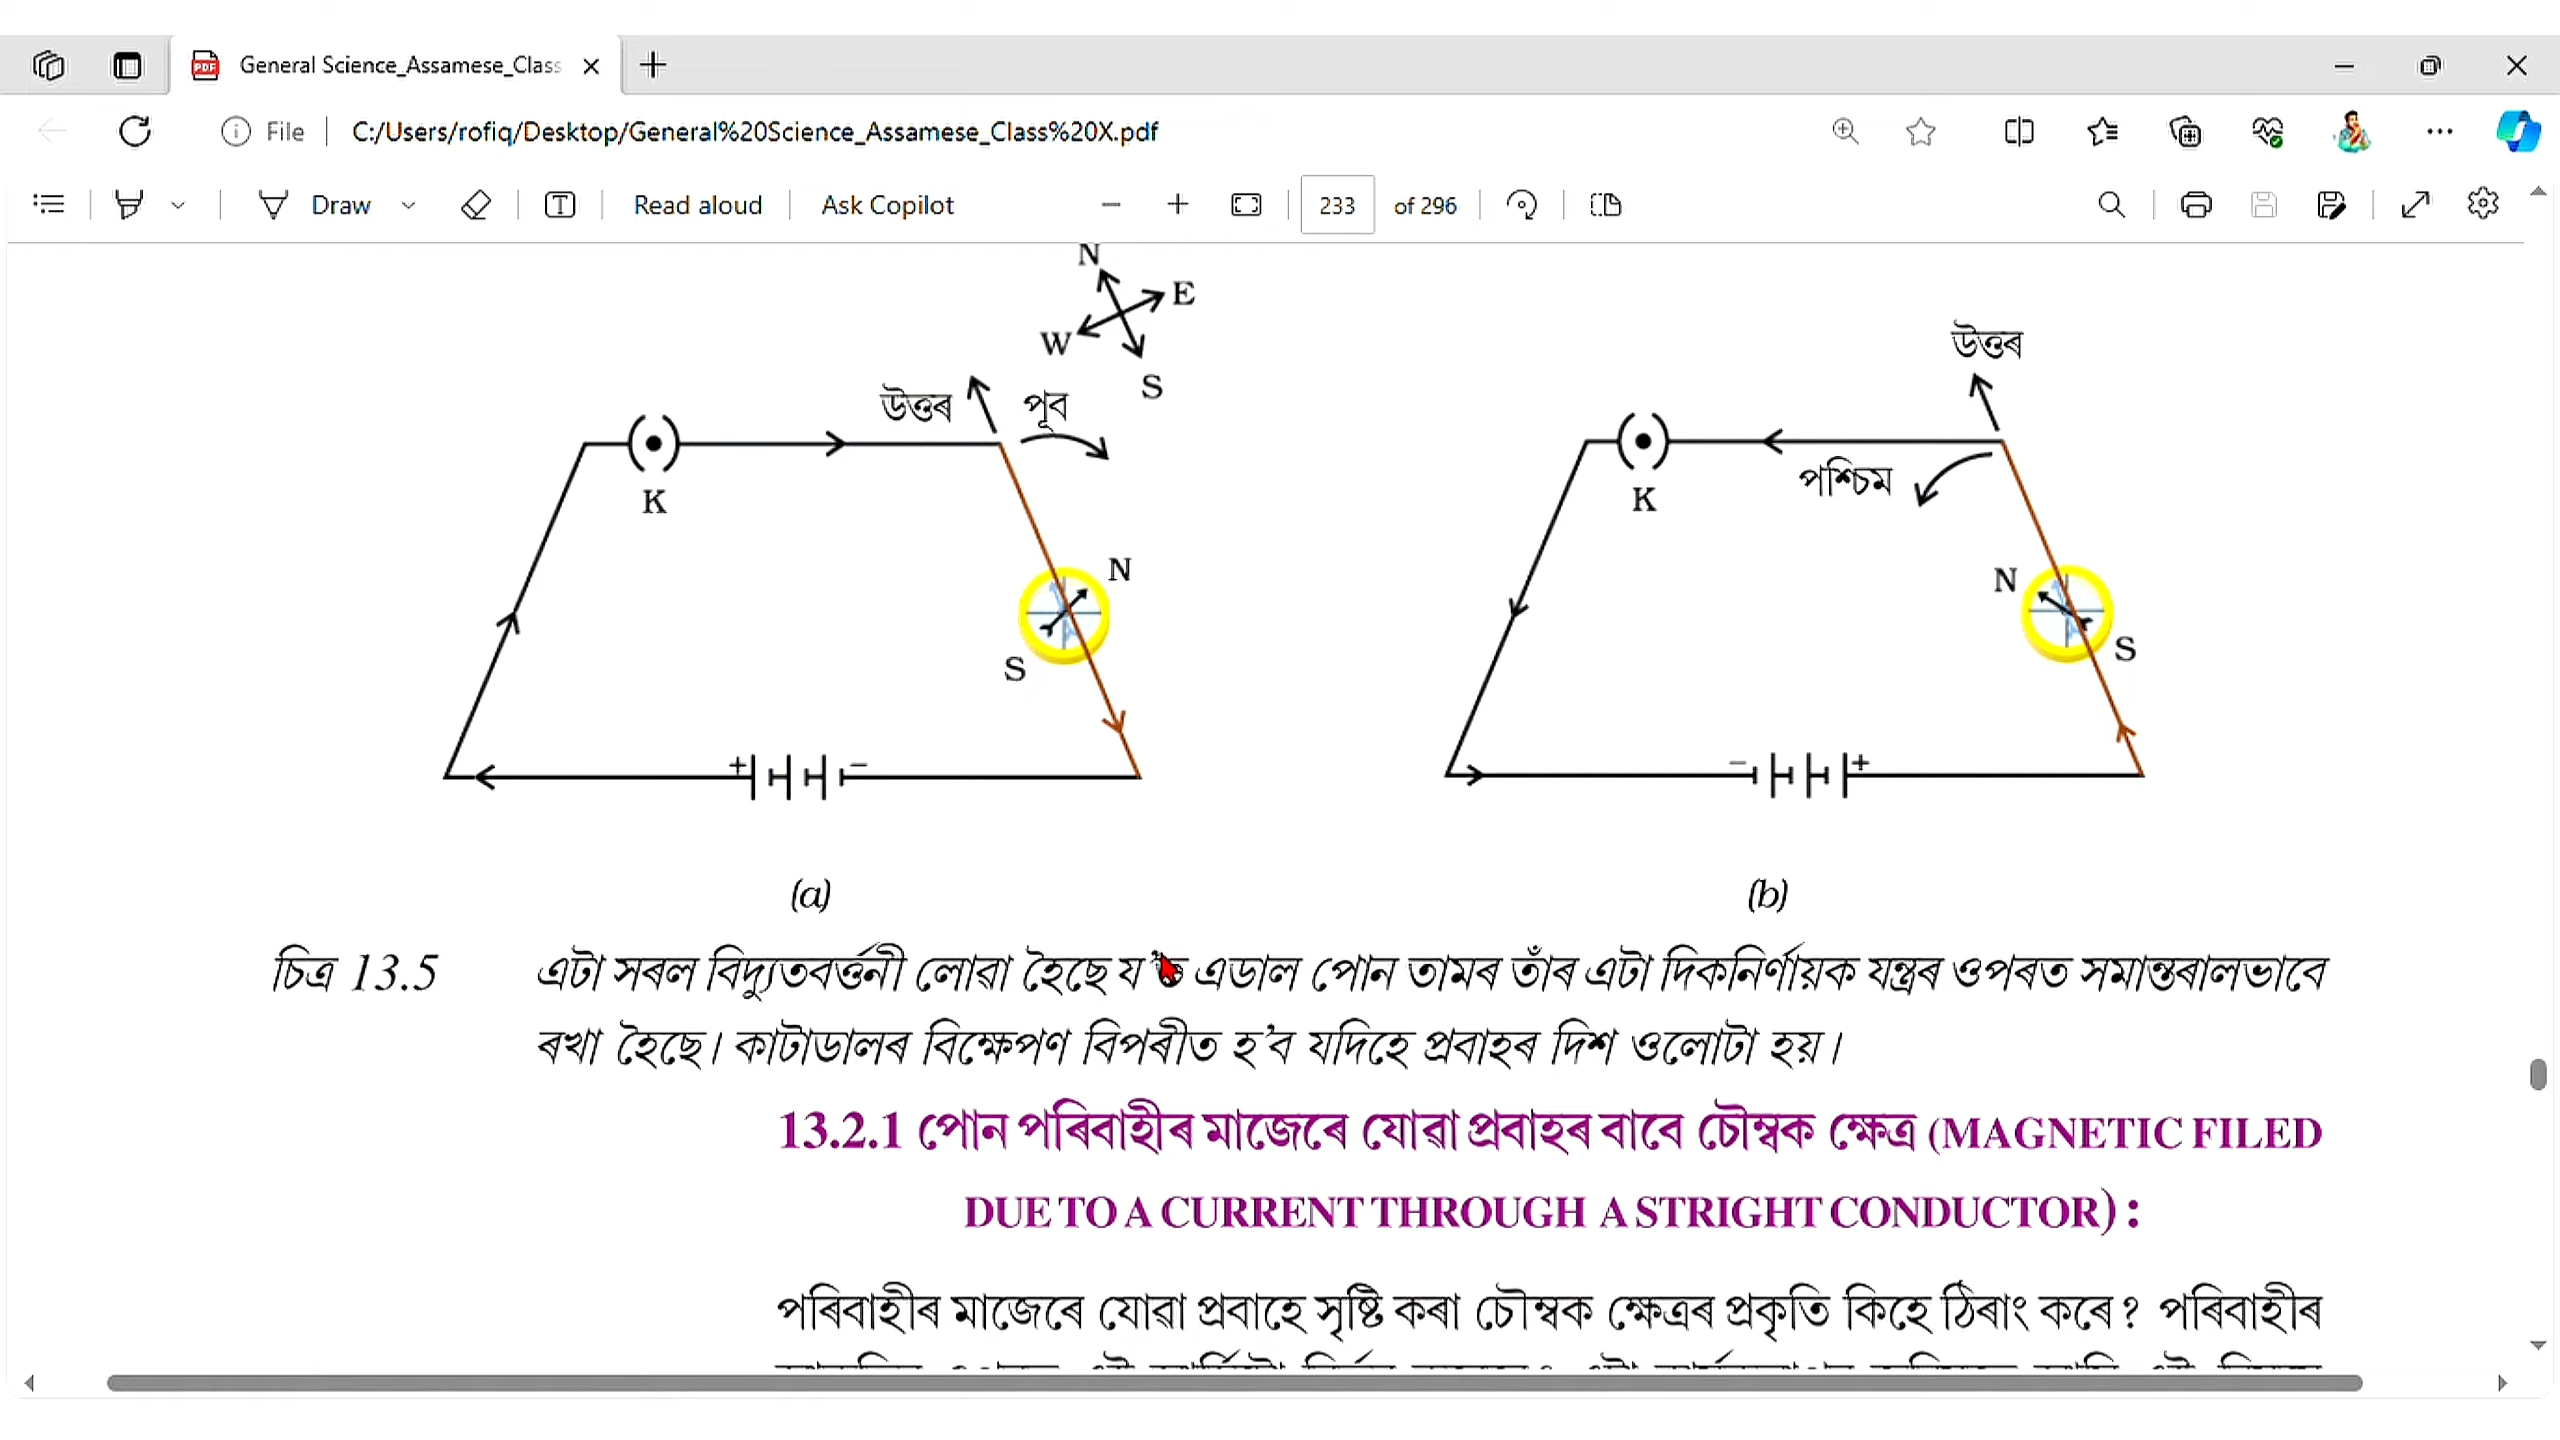 General Science_Assamese_Class
File
C:/Users/rofiq/Desktop/General%20Science_Assamese_Class%20X.pdf
Draw
Read aloud
Ask Copilot
233 of 296
N
E
W
S
উত্তৰ
পূব
K
N
S
+
−
(a)
উত্তৰ
পশ্চিম
K
N
S
−
+
(b)
চিত্ৰ 13.5 এটা সৰল বিদ্যুতবৰ্ত্তনী লোৱা হৈছে য'ত এডাল পোন তামৰ তাঁৰ এটা দিকনিৰ্ণায়ক যন্ত্ৰৰ ওপৰত সমান্তৰালভাবে
ৰখা হৈছে। কাটাডালৰ বিক্ষেপণ বিপৰীত হ'ব যদিহে প্ৰবাহৰ দিশ ওলোটা হয়।
13.2.1 পোন পৰিবাহীৰ মাজেৰে যোৱা প্ৰবাহৰ বাবে চৌম্বক ক্ষেত্ৰ (MAGNETIC FILED
DUE TO A CURRENT THROUGH A STRIGHT CONDUCTOR) :
পৰিবাহীৰ মাজেৰে যোৱা প্ৰবাহে সৃষ্টি কৰা চৌম্বক ক্ষেত্ৰৰ প্ৰকৃতি কিহে ঠিৰাং কৰে? পৰিবাহীৰ